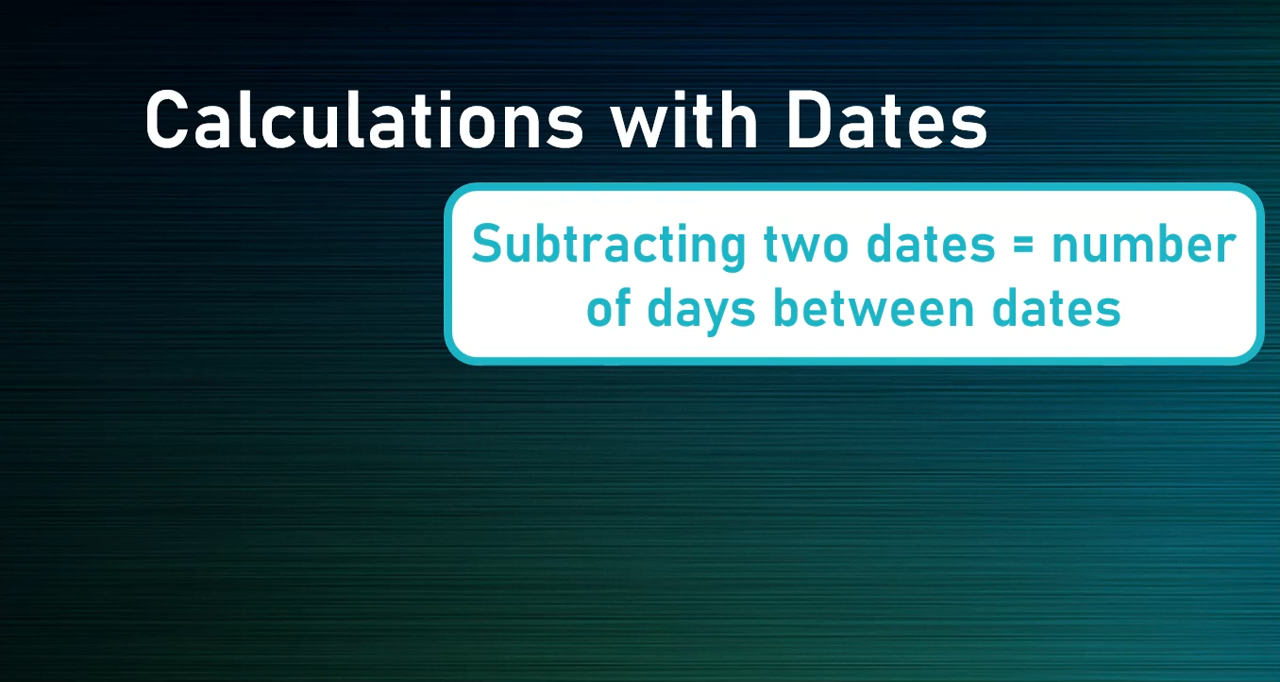 Calculations with Dates
Subtracting two dates = number
of days between dates